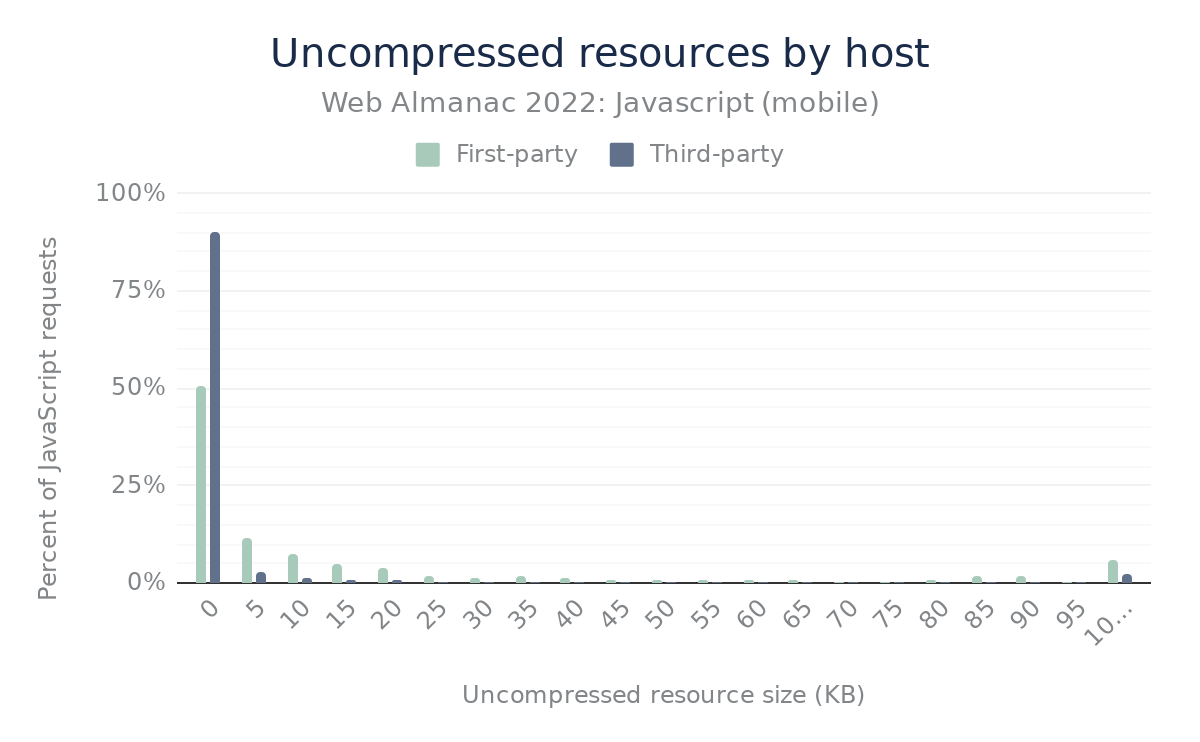 Uncompressed resources by host
Web Almanac 2022: Javascript (mobile)
First-party Third-party
100%
75%
50%
25%
0%
Percent of JavaScript requests
0 5 10 15 20 25 30 35 40 45 50 55 60 65 70 75 80 85 90 95 10...
Uncompressed resource size (KB)